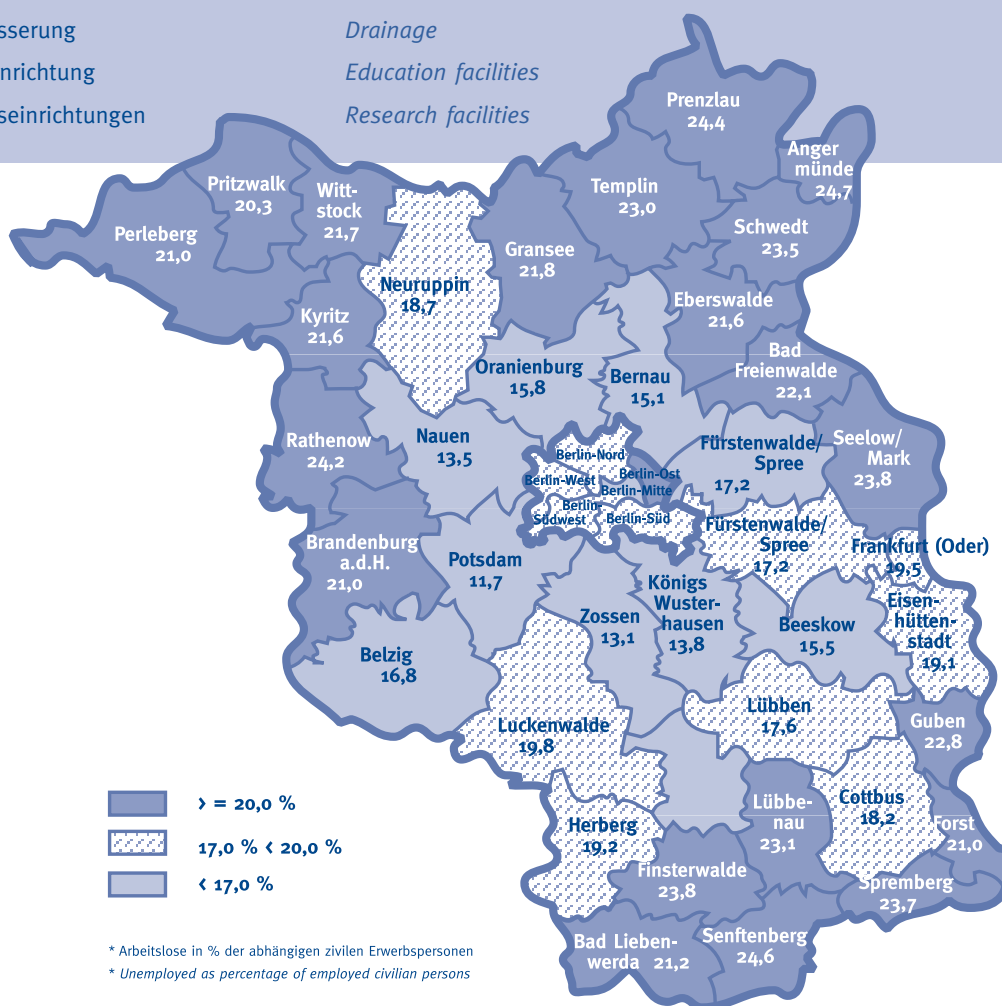 sserung
Drainage
nrichtung
Education facilities
seinrichtungen
Research facilities
Prenzlau
24,4
Anger
münde
24,7
Pritzwalk
20,3
Witt-
stock
21,7
Templin
23,0
Perleberg
21,0
Schwedt
23,5
Gransee
21,8
Neuruppin
18,7
Eberswalde
21,6
Kyritz
21,6
Bad
Freienwalde
22,1
Oranienburg
15,8
Bernau
15,1
Rathenow
24,2
Nauen
13,5
Fürstenwalde/
Spree
17,2
Seelow/
Mark
23,8
Berlin-Nord
Berlin-Ost
Berlin-West
Berlin-Mitte
Berlin-
Südwest
Berlin-Süd
Fürstenwalde/
Spree
17,2
Frankfurt (Oder)
19,5
Brandenburg
a.d.H.
21,0
Potsdam
11,7
Königs
Wuster-
hausen
13,8
Eisen-
hütten-
stadt
19,1
Zossen
13,1
Beeskow
15,5
Belzig
16,8
Lübben
17,6
Luckenwalde
19,8
Guben
22,8
> = 20,0 %
17,0 % < 20,0 %
< 17,0 %
Lübbe-
nau
23,1
Cottbus
18,2
Forst
21,0
Herberg
19,2
Finsterwalde
23,8
Spremberg
23,7
Bad Lieben-
werda 21,2
Senftenberg
24,6
* Arbeitslose in % der abhängigen zivilen Erwerbspersonen
* Unemployed as percentage of employed civilian persons